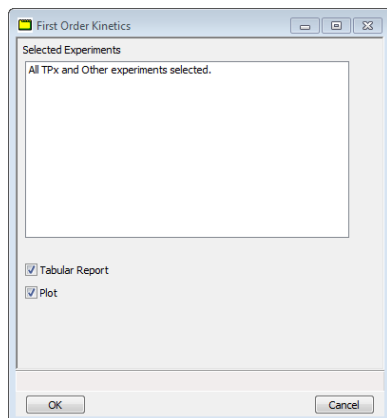 First Order Kinetics
Selected Experiments
All TPx and Other experiments selected.
Tabular Report
Plot
OK
Cancel